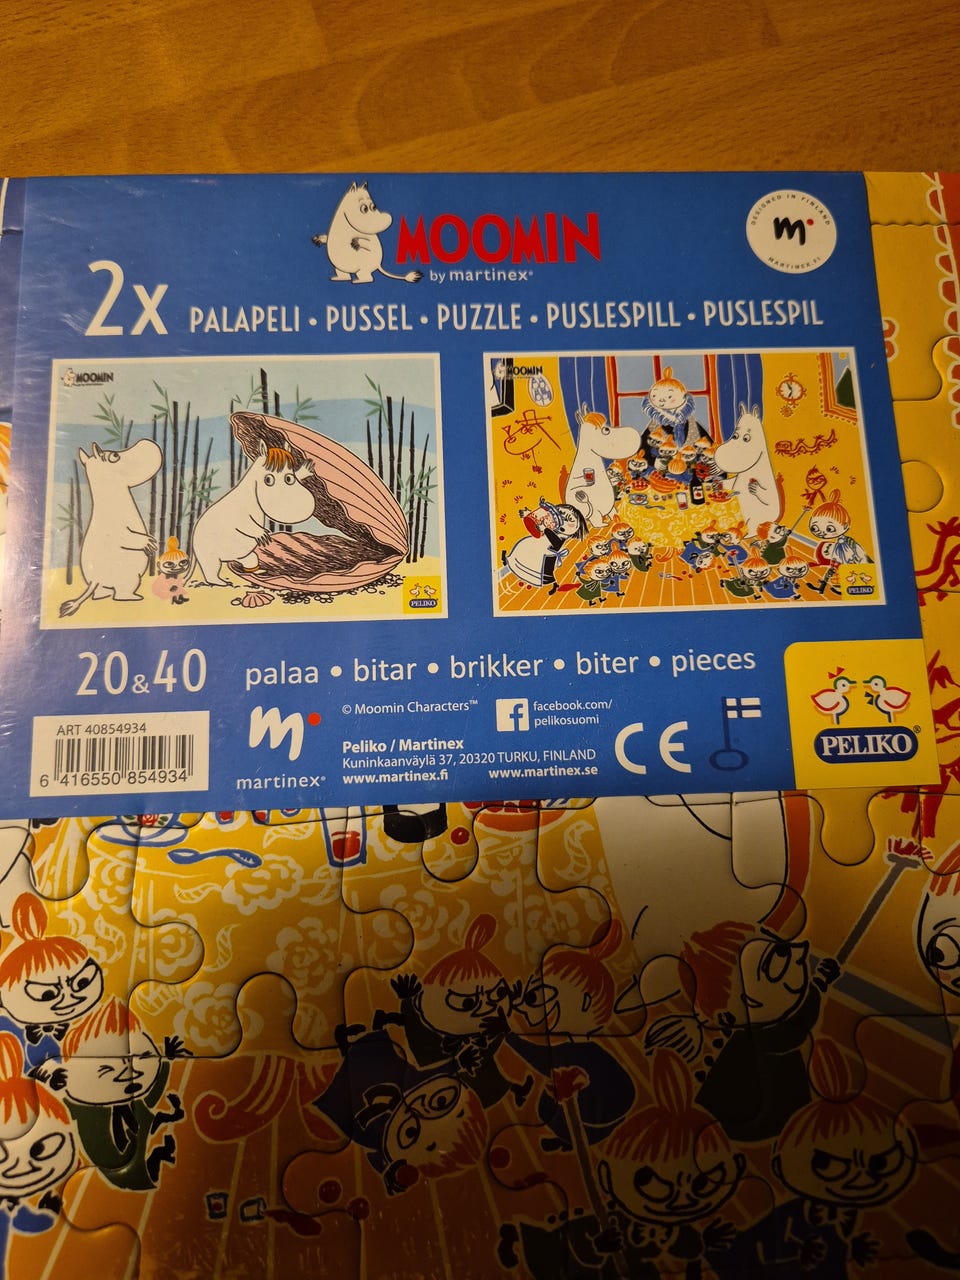 MOOMIN
by martinex®
DESIGNED IN FINLAND
m
MARTINEX.FI
2x PALAPELI • PUSSEL • PUZZLE • PUSLESPILL • PUSLESPIL
MOOMIN
PELIKO
MOOMIN
PELIKO
20&40 palaa • bitar • brikker • biter • pieces
ART 40854934
6 416550 854934
m
martinex®
© Moomin Characters™
Peliko / Martinex
Kuninkaanväylä 37, 20320 TURKU, FINLAND
www.martinex.fi www.martinex.se
f facebook.com/
pelikosuomi
CE
PELIKO®